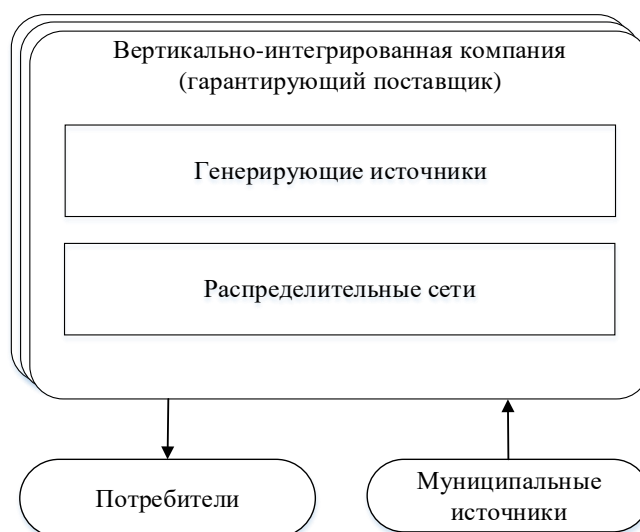 Вертикально-интегрированная компания
(гарантирующий поставщик)
Генерирующие источники
Распределительные сети
Потребители
Муниципальные
источники